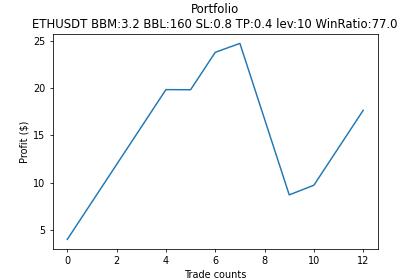 Portfolio
ETHUSDT BBM:3.2 BBL:160 SL:0.8 TP:0.4 lev:10 WinRatio:77.0
25
20
15
10
5
Profit ($)
0 2 4 6 8 10 12
Trade counts